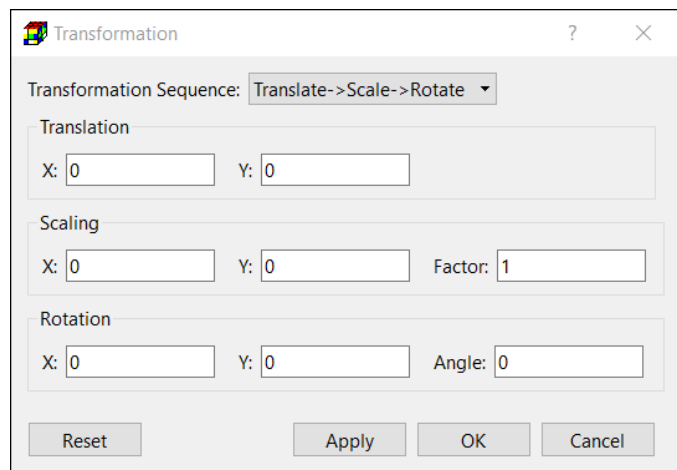 Transformation ?
Transformation Sequence: Translate->Scale->Rotate
Translation
X: 0 Y: 0
Scaling
X: 0 Y: 0 Factor: 1
Rotation
X: 0 Y: 0 Angle: 0
Reset Apply OK Cancel